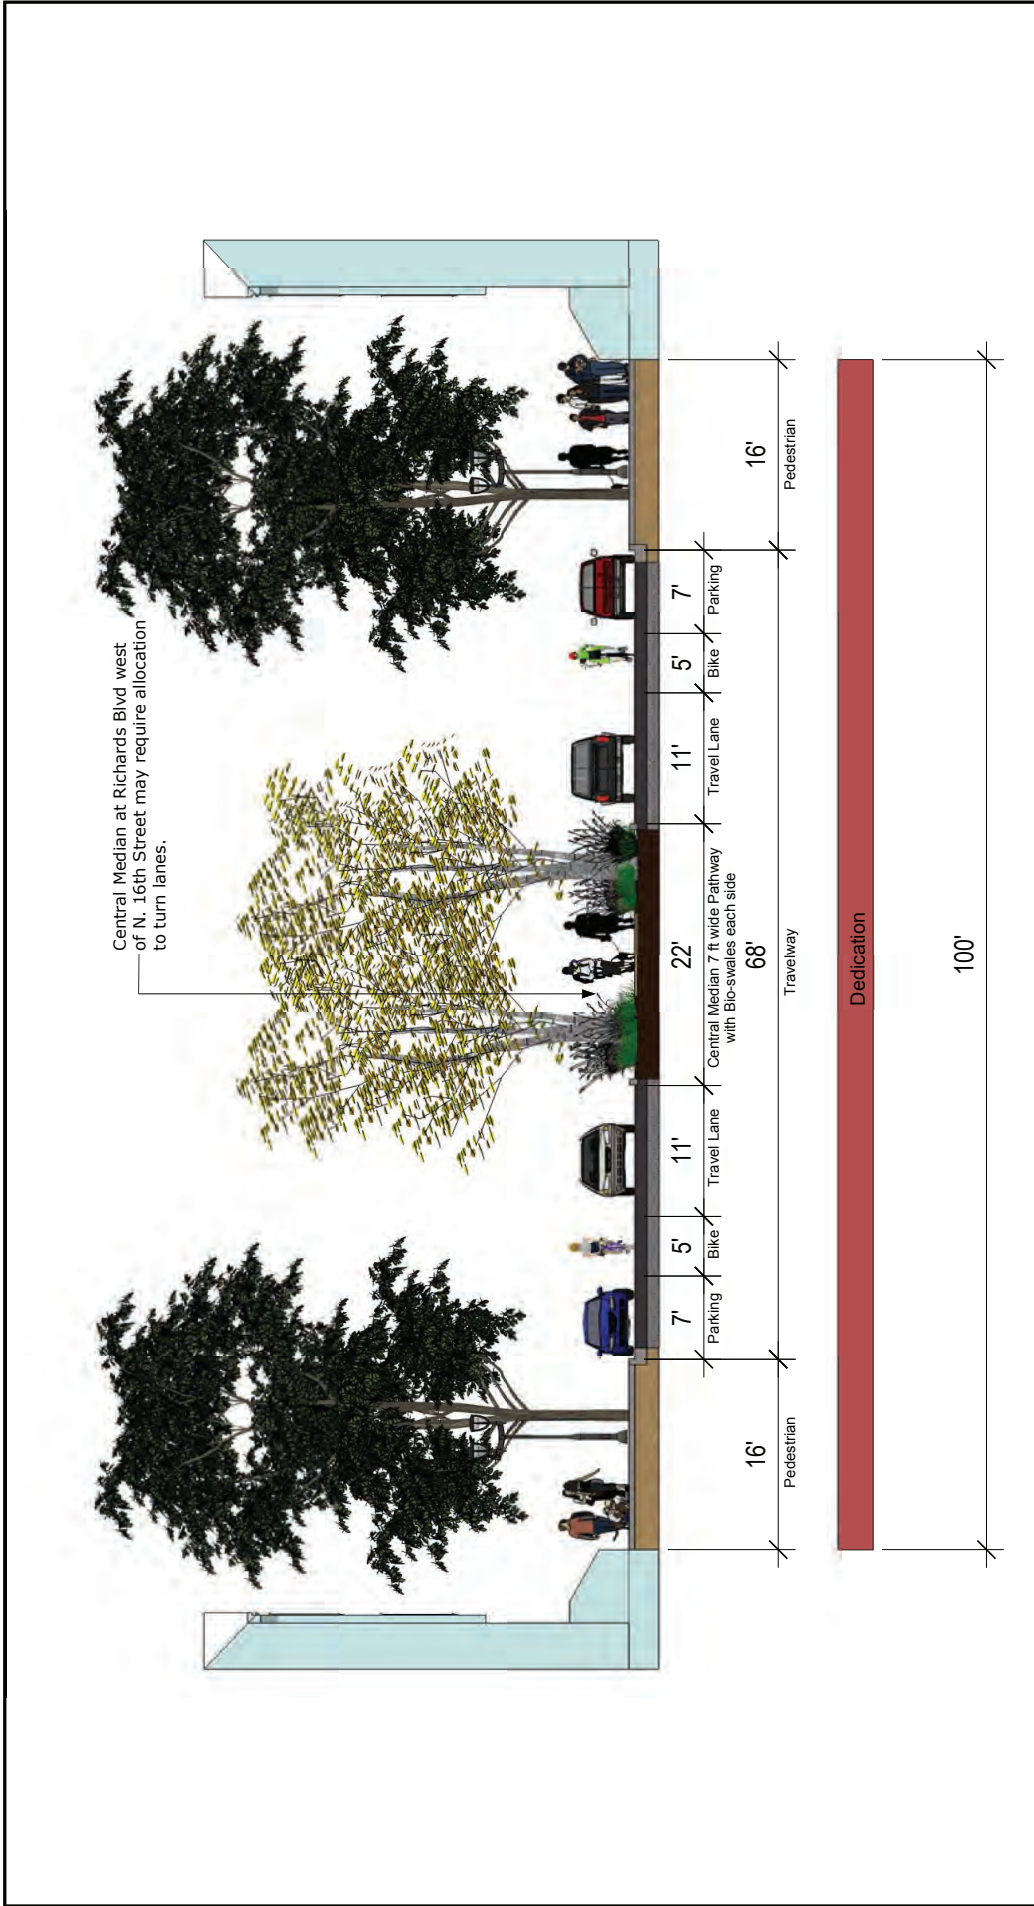 Central Median at Richards Blvd west
of N. 16th Street may require allocation
to turn lanes.
7'
5'
11'
22'
11'
5'
7'
Parking
Bike
Travel Lane
Central Median 7 ft wide Pathway
with Bio-swales each side
Travel Lane
Bike
Parking
16'
68'
16'
Pedestrian
Travelway
Pedestrian
Dedication
100'